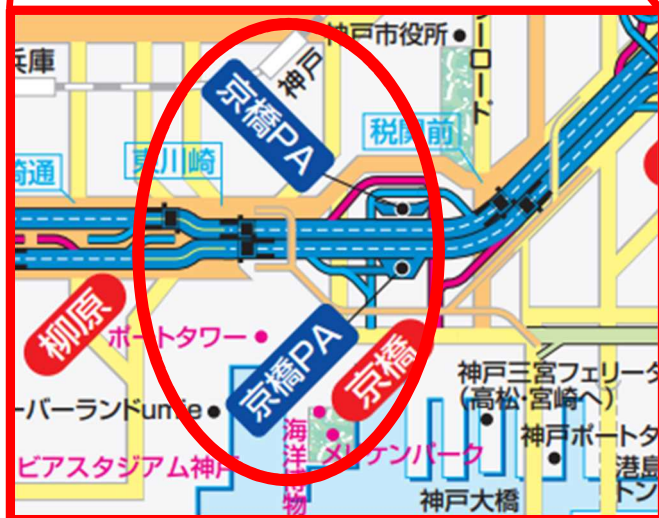 神戸市役所
兵庫
神戸
ーロード
京橋PA
税関前
東川崎
崎通
柳原
ポートタワー
京橋PA
京橋
神戸三宮フェリータ
(高松・宮崎へ)
ーバーランドumie
神戸ポートタ
海洋博物
メリケンパーク
ビアスタジアム神戸
港島
トン
神戸大橋